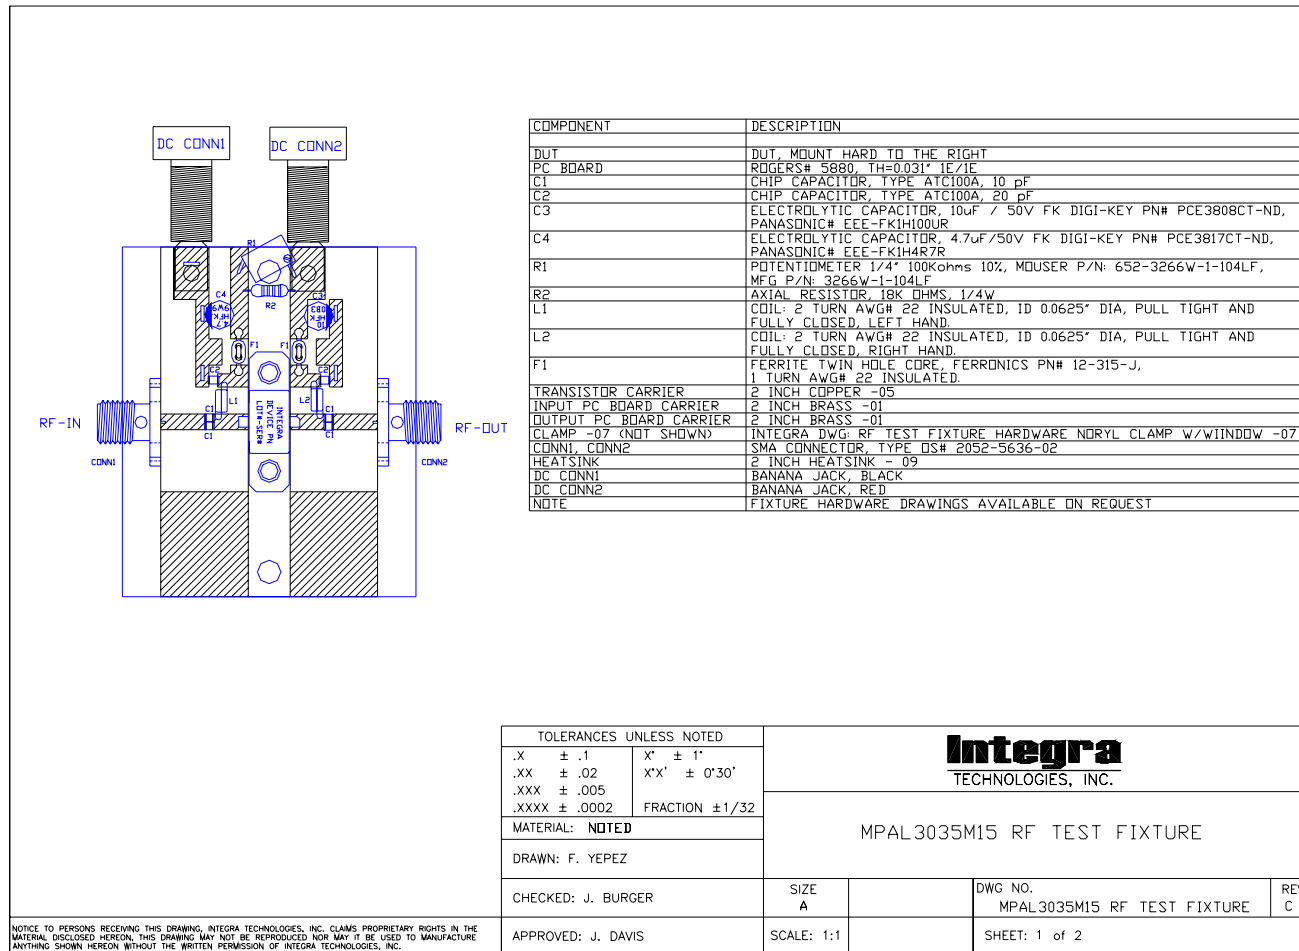 DC CONN1
DC CONN2
R1
R2
C4
C3
4.7
HFK
9W6
10
HFK
0B3
F1
F1
C2
C2
L1
L2
C1
C1
C1
C1
INTEGRA
DEVICE PN
LOT#-SER#
RF-IN
RF-OUT
CONN1
CONN2
COMPONENT DESCRIPTION
DUT DUT, MOUNT HARD TO THE RIGHT
PC BOARD ROGERS# 5880, TH=0.031" 1E/1E
C1 CHIP CAPACITOR, TYPE ATC100A, 10 pF
C2 CHIP CAPACITOR, TYPE ATC100A, 20 pF
C3 ELECTROLYTIC CAPACITOR, 10uF / 50V FK DIGI-KEY PN# PCE3808CT-ND,
PANASONIC# EEE-FK1H100UR
C4 ELECTROLYTIC CAPACITOR, 4.7uF/50V FK DIGI-KEY PN# PCE3817CT-ND,
PANASONIC# EEE-FK1H4R7R
R1 POTENTIOMETER 1/4" 100Kohms 10%, MOUSER P/N: 652-3266W-1-104LF,
MFG P/N: 3266W-1-104LF
R2 AXIAL RESISTOR, 18K OHMS, 1/4W
L1 COIL: 2 TURN AWG# 22 INSULATED, ID 0.0625" DIA, PULL TIGHT AND
FULLY CLOSED, LEFT HAND.
L2 COIL: 2 TURN AWG# 22 INSULATED, ID 0.0625" DIA, PULL TIGHT AND
FULLY CLOSED, RIGHT HAND.
F1 FERRITE TWIN HOLE CORE, FERRONICS PN# 12-315-J,
1 TURN AWG# 22 INSULATED.
TRANSISTOR CARRIER 2 INCH COPPER -05
INPUT PC BOARD CARRIER 2 INCH BRASS -01
OUTPUT PC BOARD CARRIER 2 INCH BRASS -01
CLAMP -07 (NOT SHOWN) INTEGRA DWG: RF TEST FIXTURE HARDWARE NORYL CLAMP W/WIINDOW -07
CONN1, CONN2 SMA CONNECTOR, TYPE OS# 2052-5636-02
HEATSINK 2 INCH HEATSINK - 09
DC CONN1 BANANA JACK, BLACK
DC CONN2 BANANA JACK, RED
NOTE FIXTURE HARDWARE DRAWINGS AVAILABLE ON REQUEST
TOLERANCES UNLESS NOTED
.X ± .1 X° ± 1°
.XX ± .02 X°X' ± 0°30'
.XXX ± .005
.XXXX ± .0002 FRACTION ±1/32
MATERIAL: NOTED
DRAWN: F. YEPEZ
CHECKED: J. BURGER
APPROVED: J. DAVIS
Integra
TECHNOLOGIES, INC.
MPAL3035M15 RF TEST FIXTURE
SIZE
A
DWG NO.
MPAL3035M15 RF TEST FIXTURE
C
SCALE: 1:1
SHEET: 1 of 2
NOTICE TO PERSONS RECEIVING THIS DRAWING, INTEGRA TECHNOLOGIES, INC. CLAIMS PROPRIETARY RIGHTS IN THE
MATERIAL DISCLOSED HEREON, THIS DRAWING MAY NOT BE REPRODUCED NOR MAY IT BE USED TO MANUFACTURE
ANYTHING SHOWN HEREON WITHOUT THE WRITTEN PERMISSION OF INTEGRA TECHNOLOGIES, INC.